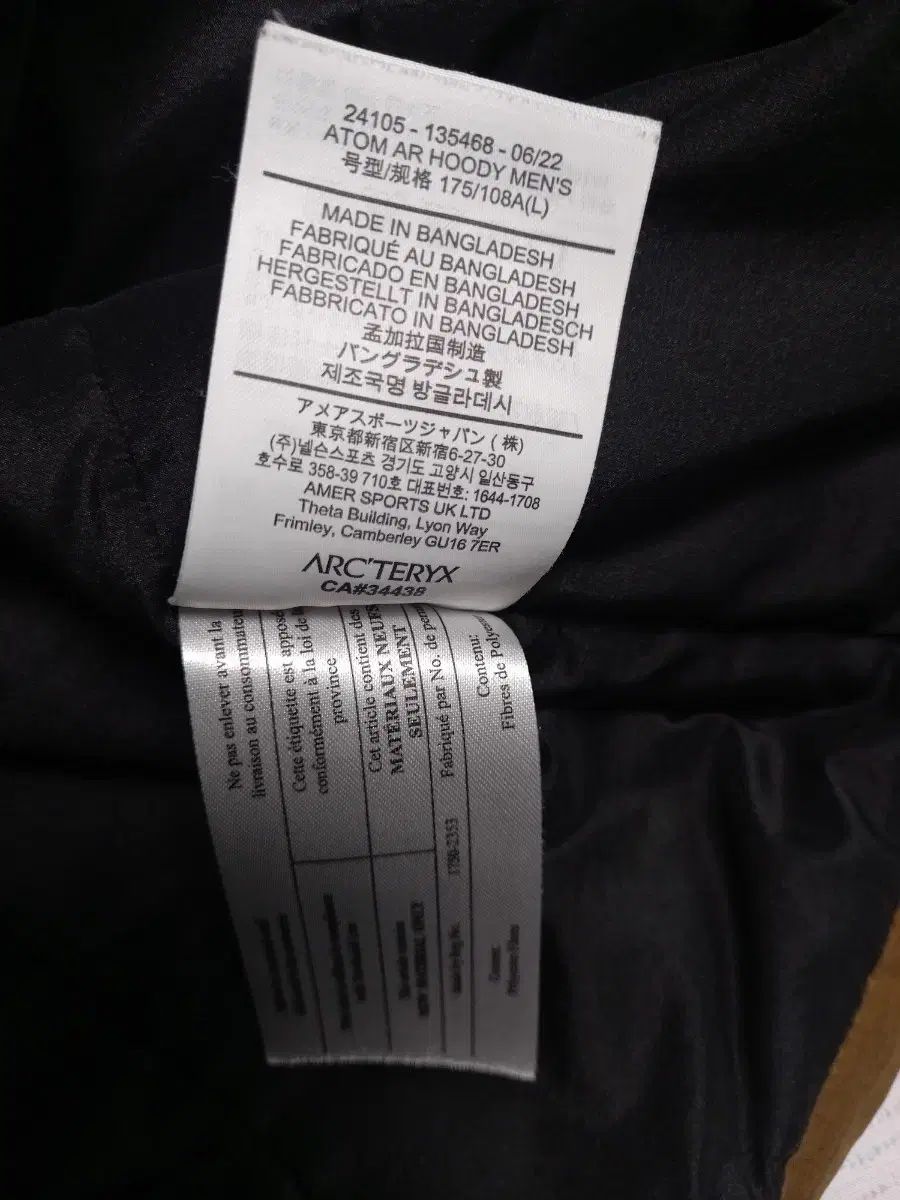 24105 - 135468 - 06/22
ATOM AR HOODY MEN'S
号型/规格 175/108A(L)
MADE IN BANGLADESH
FABRIQUÉ AU BANGLADESH
FABRICADO EN BANGLADESH
HERGESTELLT IN BANGLADESCH
FABBRICATO IN BANGLADESH
孟加拉国制造
バングラデシュ製
제조국명 방글라데시
アメアスポーツジャパン (株)
東京都新宿区新宿6-27-30
(주)넬슨스포츠 경기도 고양시 일산동구
호수로 358-39 710호 대표번호: 1644-1708
AMER SPORTS UK LTD
Theta Building, Lyon Way
Frimley, Camberley GU16 7ER
ARC'TERYX
CA#34438
Ne pas enlever avant la
livraison au consommateur
Cette étiquette est apposé
conformément à la loi de
province
Cet article contient des
MATÉRIAUX NEUFS
SEULEMENT
Fabriqué par No. de
1780-2353
Contenu:
Fibres de